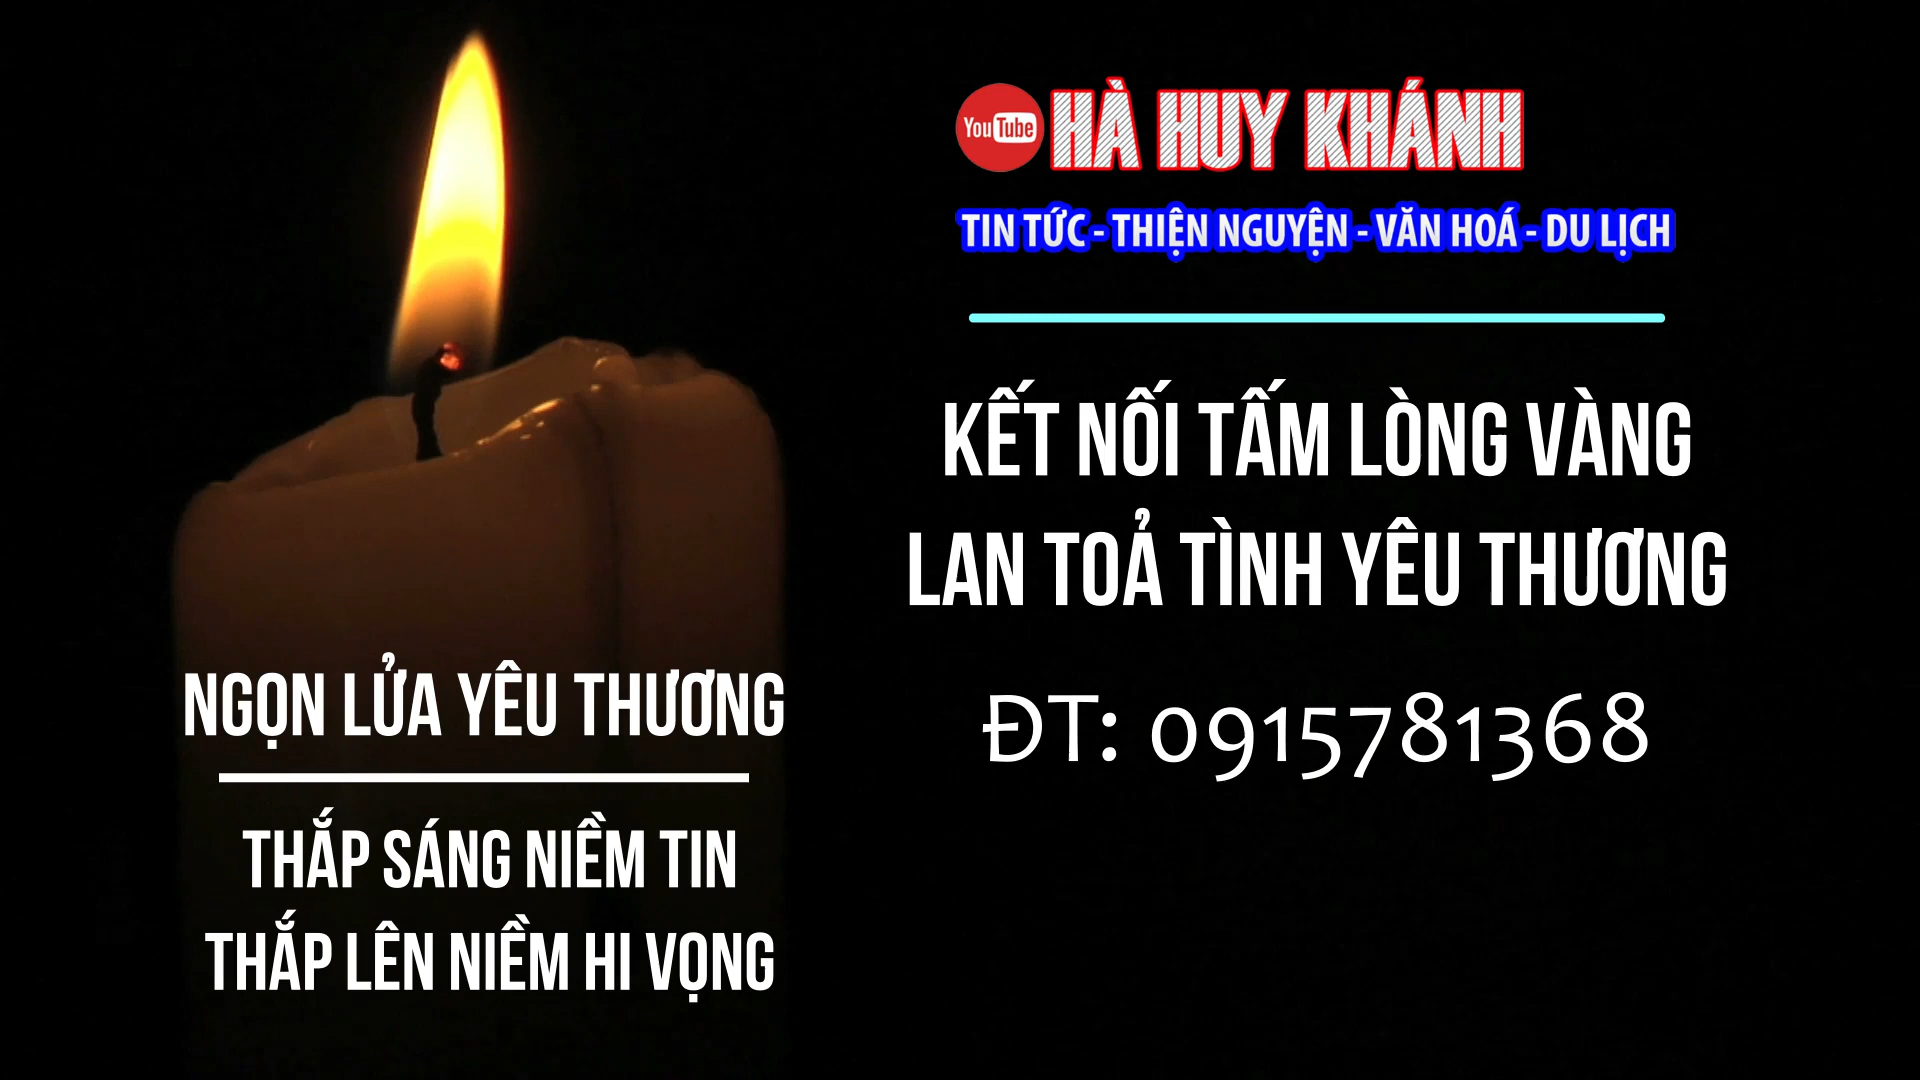 YouTube HÀ HUY KHÁNH
TIN TỨC - THIỆN NGUYỆN - VĂN HOÁ - DU LỊCH
KẾT NỐI TẤM LÒNG VÀNG
LAN TOẢ TÌNH YÊU THƯƠNG
ĐT: 0915781368
NGỌN LỬA YÊU THƯƠNG
THẮP SÁNG NIỀM TIN
THẮP LÊN NIỀM HI VỌNG